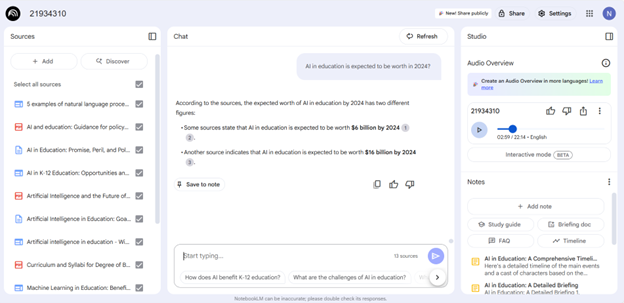 21934310
New! Share publicly
Share
Settings
N
Sources
+ Add
Discover
Select all sources
5 examples of natural language proce...
AI and education: Guidance for policy...
AI in Education: Promise, Peril, and Pol...
AI in K-12 Education: Opportunities an...
Artificial Intelligence and the Future of...
Artificial Intelligence in Education: Goa...
Artificial intelligence in education - Wi...
Curriculum and Syllabi for Degree of B...
Machine Learning in Education: Benefi...
Chat
Refresh
AI in education is expected to be worth in 2024?
According to the sources, the expected worth of AI in education by 2024 has two different
figures:
• Some sources state that AI in education is expected to be worth $6 billion by 2024 1
2.
• Another source indicates that AI in education is expected to be worth $16 billion by 2024
3.
Save to note
Start typing...
13 sources
How does AI benefit K-12 education?
What are the challenges of AI in education?
Studio
Audio Overview
Create an Audio Overview in more languages! Learn
more
21934310
02:59 / 22:14 • English
Interactive mode BETA
Notes
+ Add note
Study guide
Briefing doc
FAQ
Timeline
AI in Education: A Comprehensive Timeli...
Here's a detailed timeline of the main events
and a cast of characters based on the...
AI in Education: A Detailed Briefing
NotebookLM can be inaccurate; please double check its responses.